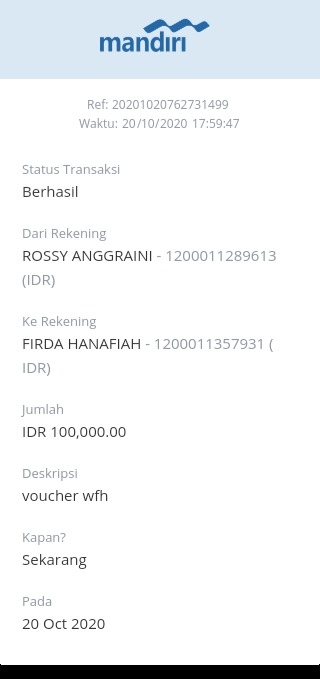 mandiri
Ref: 20201020762731499
Waktu: 20/10/2020 17:59:47
Status Transaksi
Berhasil
Dari Rekening
ROSSY ANGGRAINI - 1200011289613
(IDR)
Ke Rekening
FIRDA HANAFIAH - 1200011357931 (
IDR)
Jumlah
IDR 100,000.00
Deskripsi
voucher wfh
Kapan?
Sekarang
Pada
20 Oct 2020